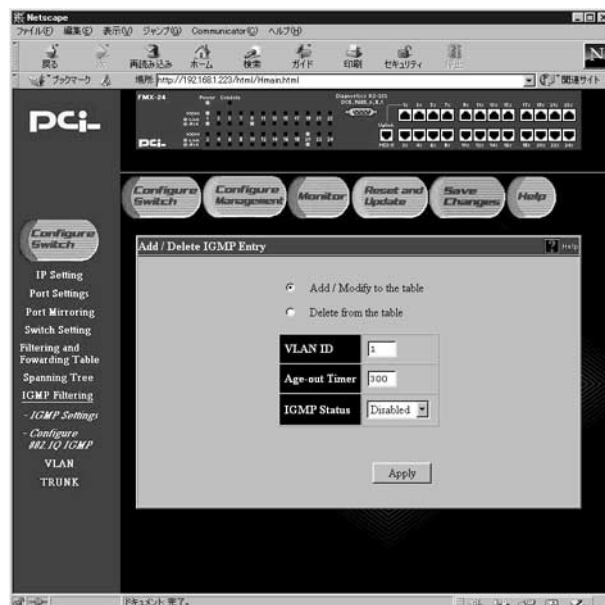 Netscape
ファイル(F) 編集(E) 表示(V) ジャンプ(G) Communicator(C) ヘルプ(H)
戻る 再読み込み ホーム 検索 ガイド 印刷 セキュリティ
ブックマーク 場所: http://192.168.1.223/html/Hmain.html 関連サイト
PCi-
FMX-24 Power Console
Diagnostics RS-232
PCi-
Configure Switch
Configure Management
Monitor
Reset and Update
Save Changes
Help
Configure Switch
IP Setting
Port Settings
Port Mirroring
Switch Setting
Filtering and
Fowarding Table
Spanning Tree
IGMP Filtering
- IGMP Settings
- Configure
802.1Q IGMP
VLAN
TRUNK
Add / Delete IGMP Entry Help
Add / Modify to the table
Delete from the table
VLAN ID 1
Age-out Timer 300
IGMP Status Disabled
Apply
ドキュメント: 完了。